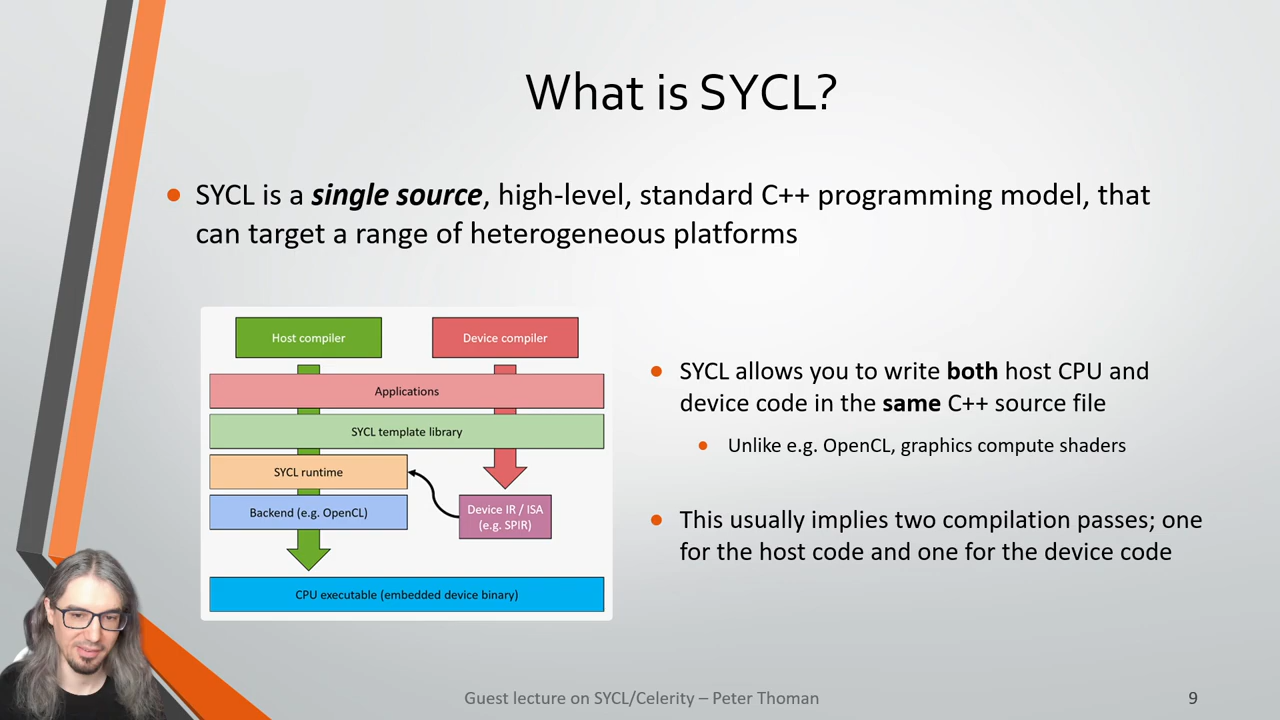 What is SYCL?
• SYCL is a single source, high-level, standard C++ programming model, that
can target a range of heterogeneous platforms
Host compiler
Device compiler
Applications
SYCL template library
SYCL runtime
Backend (e.g. OpenCL)
Device IR / ISA
(e.g. SPIR)
CPU executable (embedded device binary)
• SYCL allows you to write both host CPU and
device code in the same C++ source file
• Unlike e.g. OpenCL, graphics compute shaders
• This usually implies two compilation passes; one
for the host code and one for the device code
Guest lecture on SYCL/Celerity – Peter Thoman
9